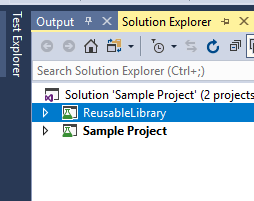 Test Explorer
Output
Solution Explorer
Search Solution Explorer (Ctrl+;)
Solution 'Sample Project' (2 projects
ReusableLibrary
Sample Project